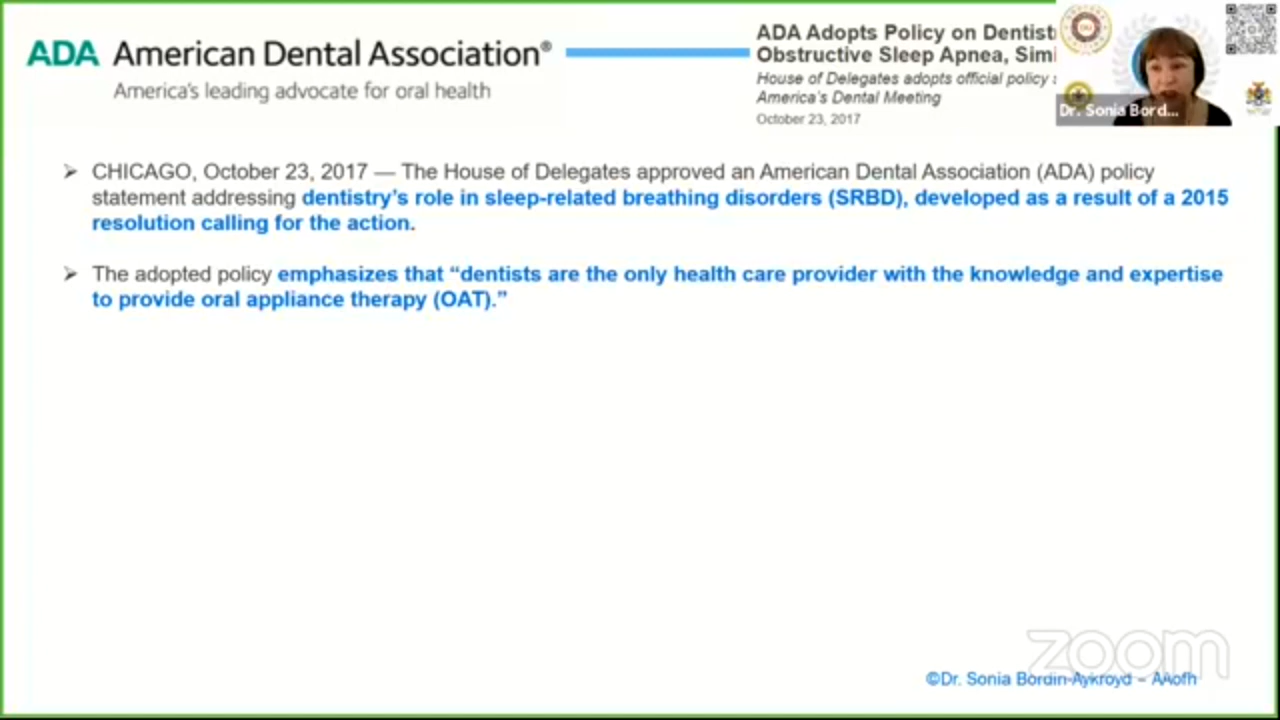 ADA American Dental Association®
America's leading advocate for oral health
ADA Adopts Policy on Dentist
Obstructive Sleep Apnea, Simi
House of Delegates adopts official policy
America's Dental Meeting
October 23, 2017
Dr. Sonia Bord...
➢ CHICAGO, October 23, 2017 — The House of Delegates approved an American Dental Association (ADA) policy
statement addressing dentistry's role in sleep-related breathing disorders (SRBD), developed as a result of a 2015
resolution calling for the action.
➢ The adopted policy emphasizes that “dentists are the only health care provider with the knowledge and expertise
to provide oral appliance therapy (OAT).”
zoom
©Dr. Sonia Bordin-Aykroyd – AAofh